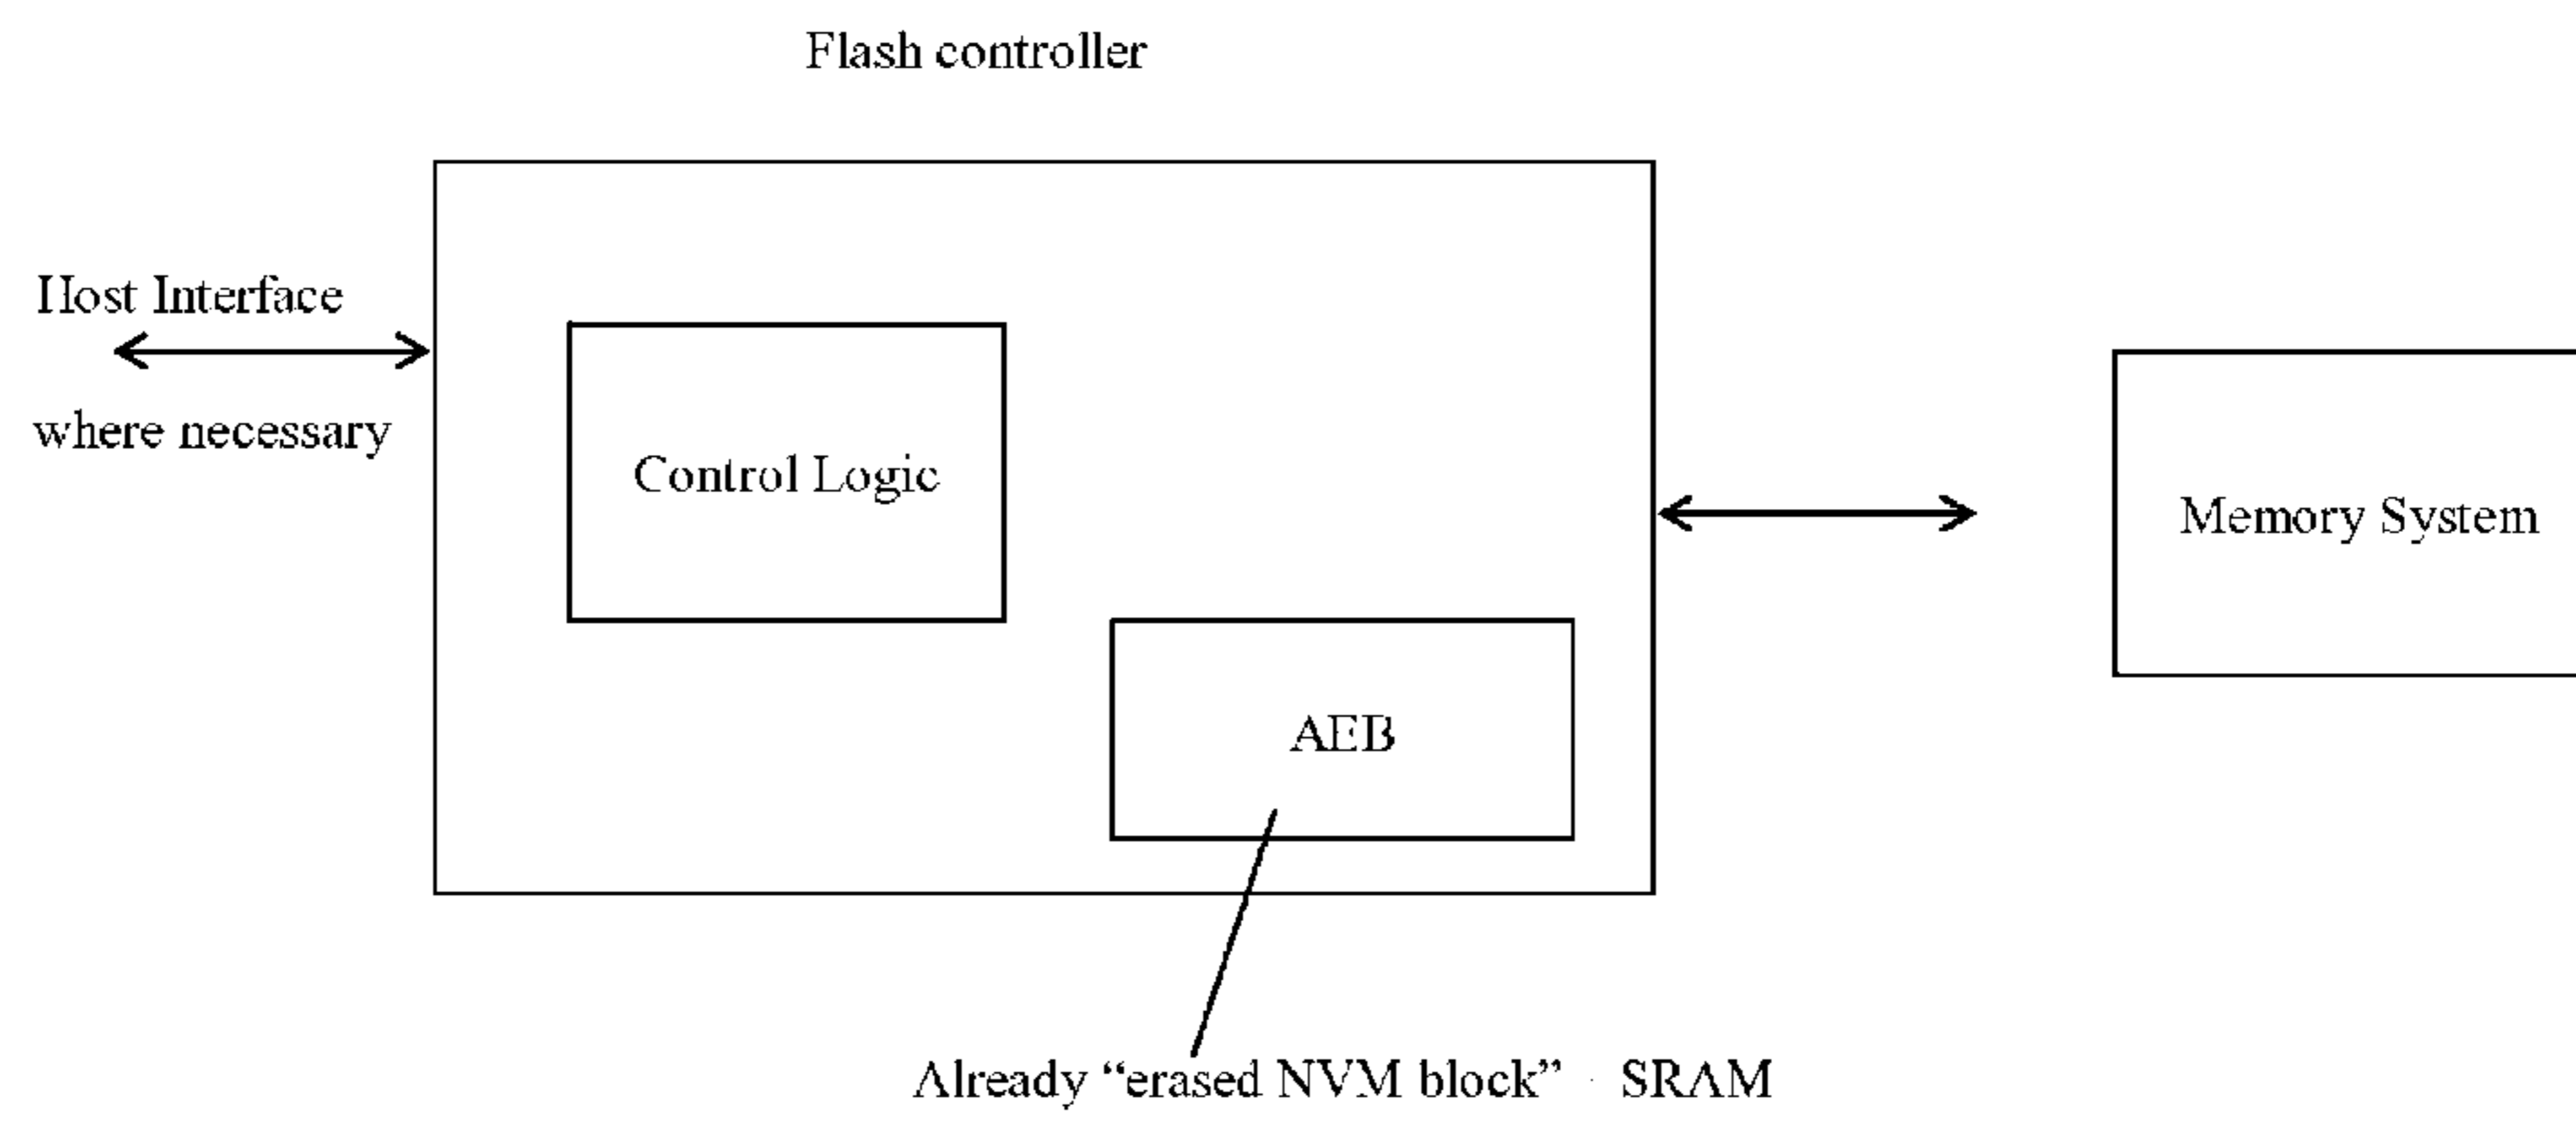 Flash controller
Host Interface
where necessary
Control Logic
Memory System
AEB
Already “erased NVM block” - SRAM